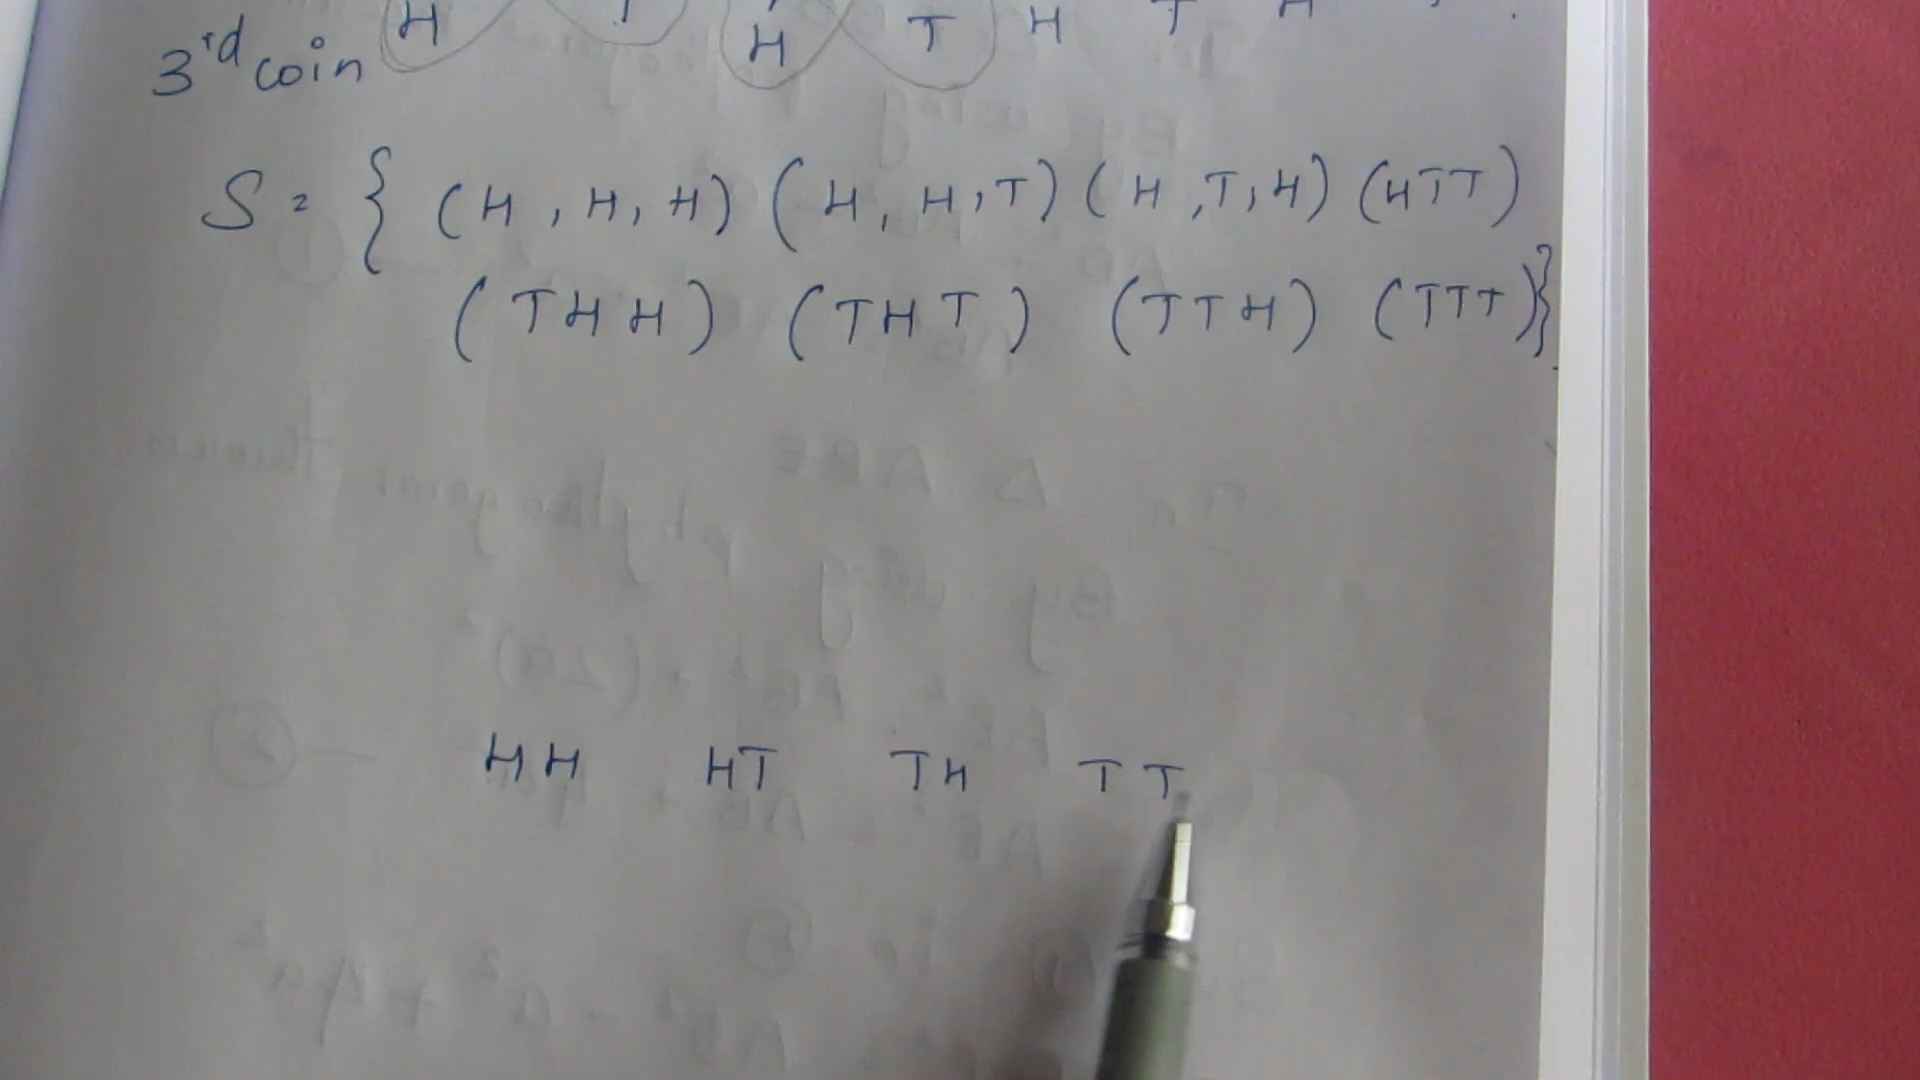 H T H T H T H
3rd coin
S = { (H, H, H) (H, H, T) (H, T, H) (HTT)
(THH) (THT) (TTH) (TTT)}
HH HT TH TT